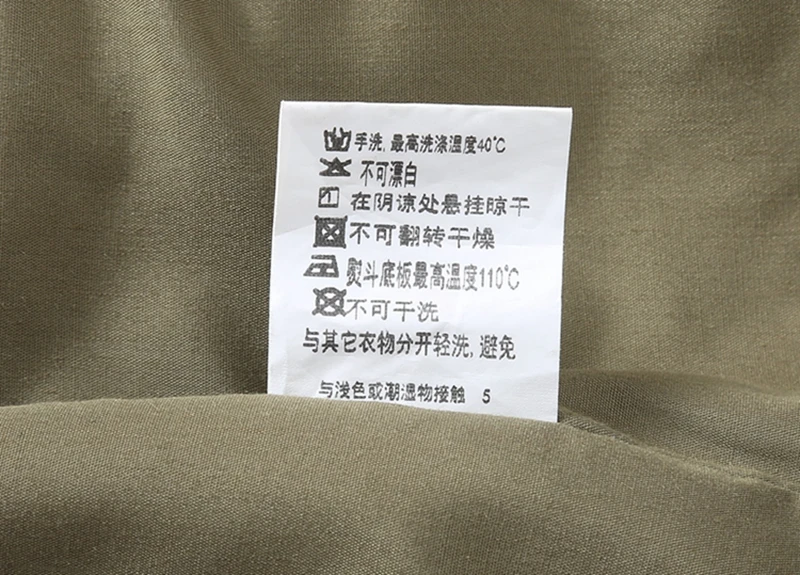 手洗,最高洗涤温度40℃
不可漂白
在阴凉处悬挂晾干
不可翻转干燥
熨斗底板最高温度110℃
不可干洗
与其它衣物分开轻洗,避免
与浅色或潮湿物接触 5